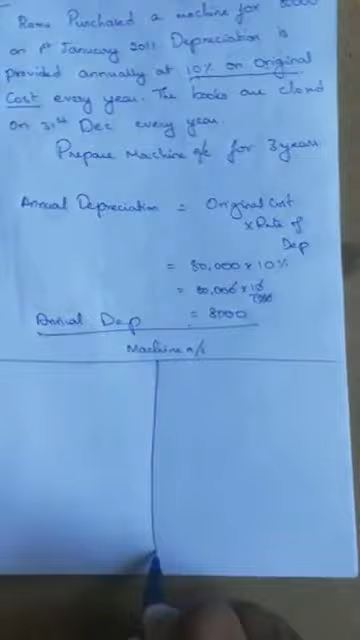 Ramu Purchased a machine for 80000
on 1st January 2011 Depreciation is
provided annually at 10% on Original
Cost every year. The books are closed
on 31st Dec every year.
Prepare Machine a/c for 3 years
Annual Depreciation = Original Cost
x Rate of
Dep
= 80,000 x 10%
= 80,000 x 10/100
Annual Dep = 8000
Machine a/c